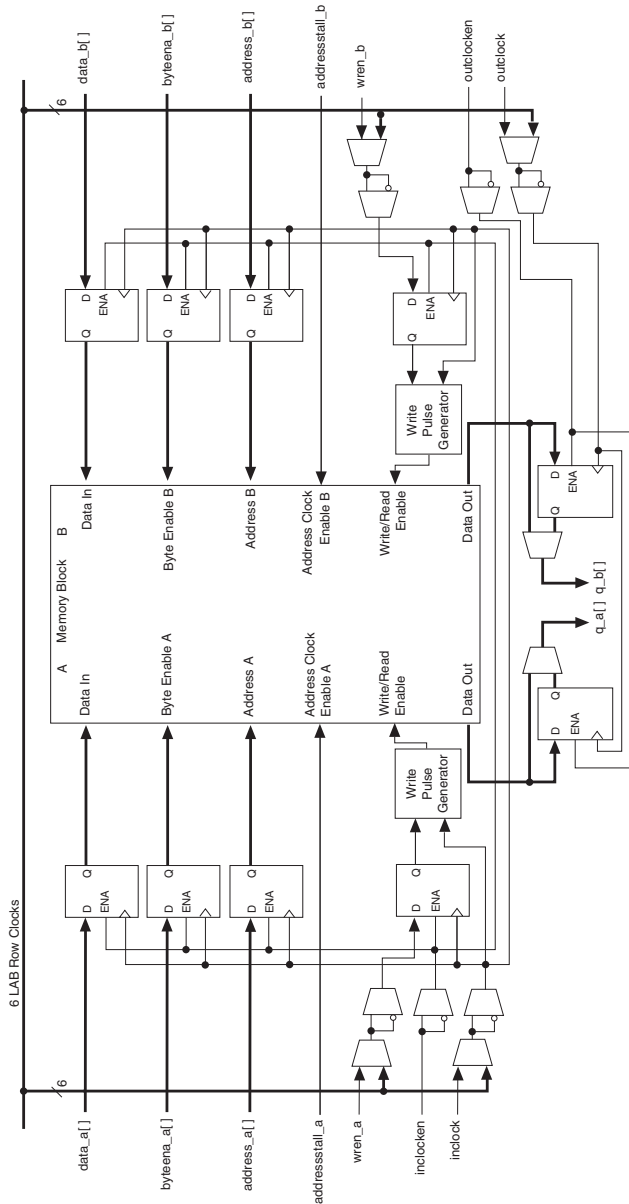 6 LAB Row Clocks
6
6
data_a[ ]
byteena_a[ ]
address_a[ ]
addressstall_a
wren_a
inclocken
inclock
D
Q
ENA
D
Q
ENA
D
Q
ENA
D
Q
ENA
Write
Pulse
Generator
A
Memory Block
B
Data In
Byte Enable A
Address A
Address Clock
Enable A
Write/Read
Enable
Data Out
Data In
Byte Enable B
Address B
Address Clock
Enable B
Write/Read
Enable
Data Out
Write
Pulse
Generator
Q
D
ENA
Q
D
ENA
Q
D
ENA
Q
D
ENA
D
Q
ENA
Q
D
ENA
q_a[ ]
q_b[ ]
data_b[ ]
byteena_b[ ]
address_b[ ]
addressstall_b
wren_b
outclocken
outclock